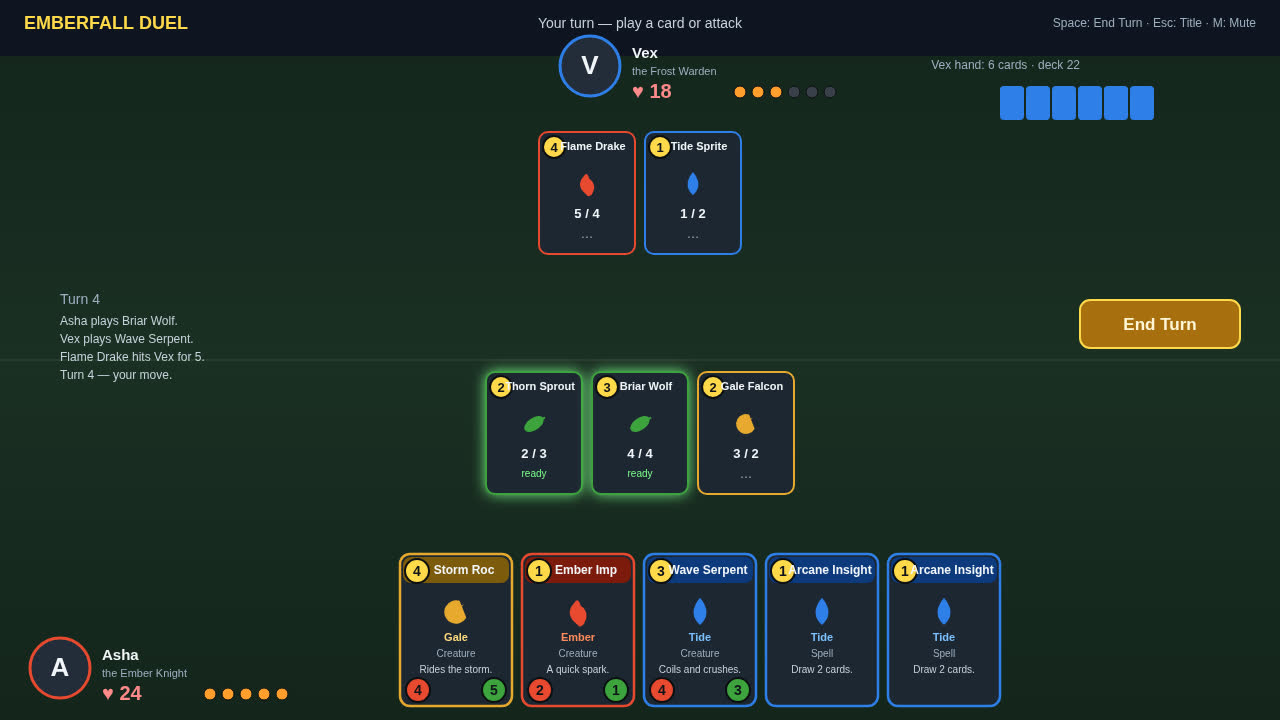 EMBERFALL DUEL
Your turn — play a card or attack
Space: End Turn · Esc: Title · M: Mute
V
Vex
the Frost Warden
♥ 18
Vex hand: 6 cards · deck 22
4 Flame Drake
5 / 4
...
1 Tide Sprite
1 / 2
...
Turn 4
Asha plays Briar Wolf.
Vex plays Wave Serpent.
Flame Drake hits Vex for 5.
Turn 4 — your move.
End Turn
2 Thorn Sprout
2 / 3
ready
3 Briar Wolf
4 / 4
ready
2 Gale Falcon
3 / 2
...
4 Storm Roc
Gale
Creature
Rides the storm.
4 5
1 Ember Imp
Ember
Creature
A quick spark.
2 1
3 Wave Serpent
Tide
Creature
Coils and crushes.
4 3
1 Arcane Insight
Tide
Spell
Draw 2 cards.
1 Arcane Insight
Tide
Spell
Draw 2 cards.
A
Asha
the Ember Knight
♥ 24